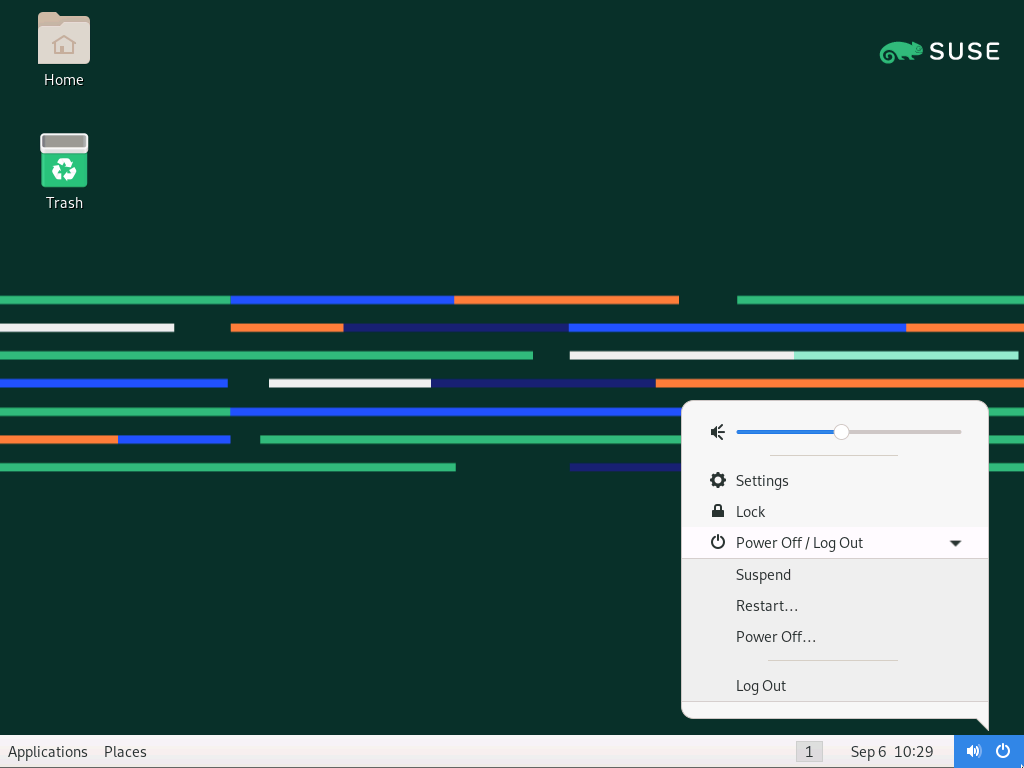 Home
SUSE
Trash
Settings
Lock
Power Off / Log Out
Suspend
Restart...
Power Off...
Log Out
Applications Places 1 Sep 6 10:29